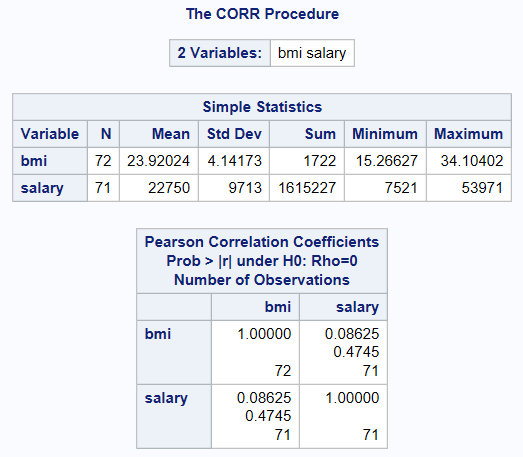 The CORR Procedure
2 Variables: bmi salary
Simple Statistics
Variable N Mean Std Dev Sum Minimum Maximum
bmi 72 23.92024 4.14173 1722 15.26627 34.10402
salary 71 22750 9713 1615227 7521 53971
Pearson Correlation Coefficients
Prob > |r| under H0: Rho=0
Number of Observations
bmi salary
bmi 1.00000 0.08625
0.4745
72 71
salary 0.08625 1.00000
0.4745
71 71